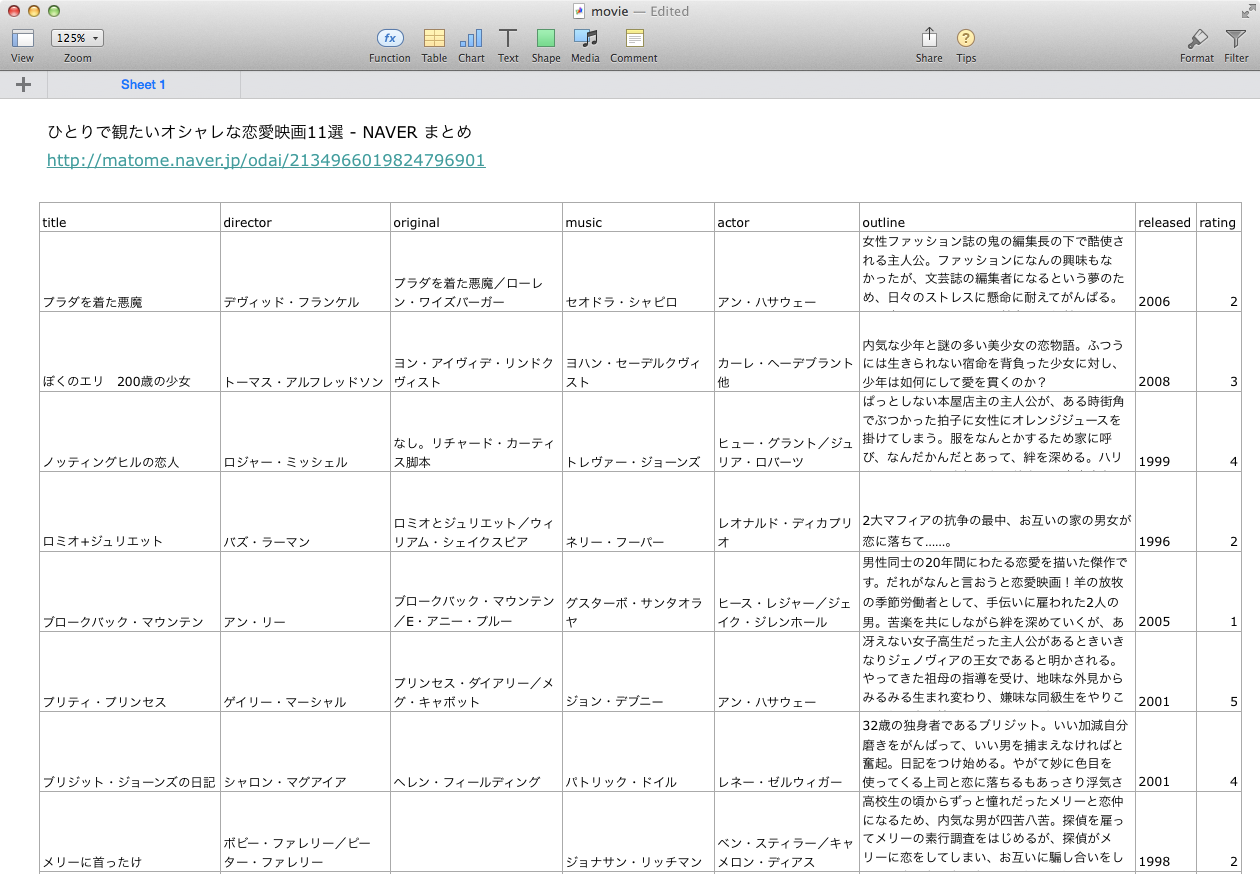 movie — Edited
125%
View
Zoom
fx
Function
Table
Chart
Text
Shape
Media
Comment
Share
?
Tips
Format
Filter
Sheet 1
ひとりで観たいオシャレな恋愛映画11選 - NAVER まとめ
http://matome.naver.jp/odai/2134966019824796901
title director original music actor outline released rating
プラダを着た悪魔
デヴィッド・フランケル
プラダを着た悪魔／ローレ
ン・ワイズバーガー
セオドラ・シャピロ
アン・ハサウェー
女性ファッション誌の鬼の編集長の下で酷使さ
れる主人公。ファッションになんの興味もな
かったが、文芸誌の編集者になるという夢のた
め、日々のストレスに懸命に耐えてがんばる。
2006
2
ぼくのエリ　200歳の少女
トーマス・アルフレッドソン
ヨン・アイヴィデ・リンドク
ヴィスト
ヨハン・セーデルクヴィ
スト
カーレ・ヘーデブラント
他
内気な少年と謎の多い美少女の恋物語。ふつう
には生きられない宿命を背負った少女に対し、
少年は如何にして愛を貫くのか？
2008
3
ノッティングヒルの恋人
ロジャー・ミッシェル
なし。リチャード・カーティ
ス脚本
トレヴァー・ジョーンズ
ヒュー・グラント／ジュ
リア・ロバーツ
ぱっとしない本屋店主の主人公が、ある時街角
でぶつかった拍子に女性にオレンジジュースを
掛けてしまう。服をなんとかするため家に呼
び、なんだかんだとあって、絆を深める。ハリ
1999
4
ロミオ+ジュリエット
バズ・ラーマン
ロミオとジュリエット／ウィ
リアム・シェイクスピア
ネリー・フーパー
レオナルド・ディカプリ
オ
2大マフィアの抗争の最中、お互いの家の男女が
恋に落ちて……。
1996
2
ブロークバック・マウンテン
アン・リー
ブロークバック・マウンテン
／E・アニー・プルー
グスターボ・サンタオラ
ヤ
ヒース・レジャー／ジェ
イク・ジレンホール
男性同士の20年間にわたる恋愛を描いた傑作で
す。だれがなんと言おうと恋愛映画！羊の放牧
の季節労働者として、手伝いに雇われた2人の
男。苦楽を共にしながら絆を深めていくが、あ
2005
1
プリティ・プリンセス
ゲイリー・マーシャル
プリンセス・ダイアリー／メ
グ・キャボット
ジョン・デブニー
アン・ハサウェー
冴えない女子高生だった主人公があるときいき
なりジェノヴィアの王女であると明かされる。
やってきた祖母の指導を受け、地味な外見から
みるみる生まれ変わり、嫌味な同級生をやりこ
2001
5
ブリジット・ジョーンズの日記
シャロン・マグアイア
ヘレン・フィールディング
パトリック・ドイル
レネー・ゼルウィガー
32歳の独身者であるブリジット。いい加減自分
磨きをがんばって、いい男を捕まえなければと
奮起。日記をつけ始める。やがて妙に色目を
使ってくる上司と恋に落ちるもあっさり浮気さ
2001
4
メリーに首ったけ
ボビー・ファレリー／ピー
ター・ファレリー
ジョナサン・リッチマン
ベン・スティラー／キャ
メロン・ディアス
高校生の頃からずっと憧れだったメリーと恋仲
になるため、内気な男が四苦八苦。探偵を雇っ
てメリーの素行調査をはじめるが、探偵がメ
リーに恋をしてしまい、お互いに騙し合いをし
1998
2